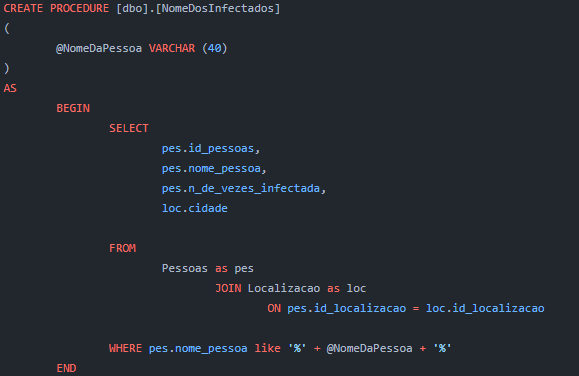 CREATE PROCEDURE [dbo].[NomeDosInfectados]
(
@NomeDaPessoa VARCHAR (40)
)
AS
BEGIN
SELECT
pes.id_pessoas,
pes.nome_pessoa,
pes.n_de_vezes_infectada,
loc.cidade
FROM
Pessoas as pes
JOIN Localizacao as loc
ON pes.id_localizacao = loc.id_localizacao
WHERE pes.nome_pessoa like '%' + @NomeDaPessoa + '%'
END